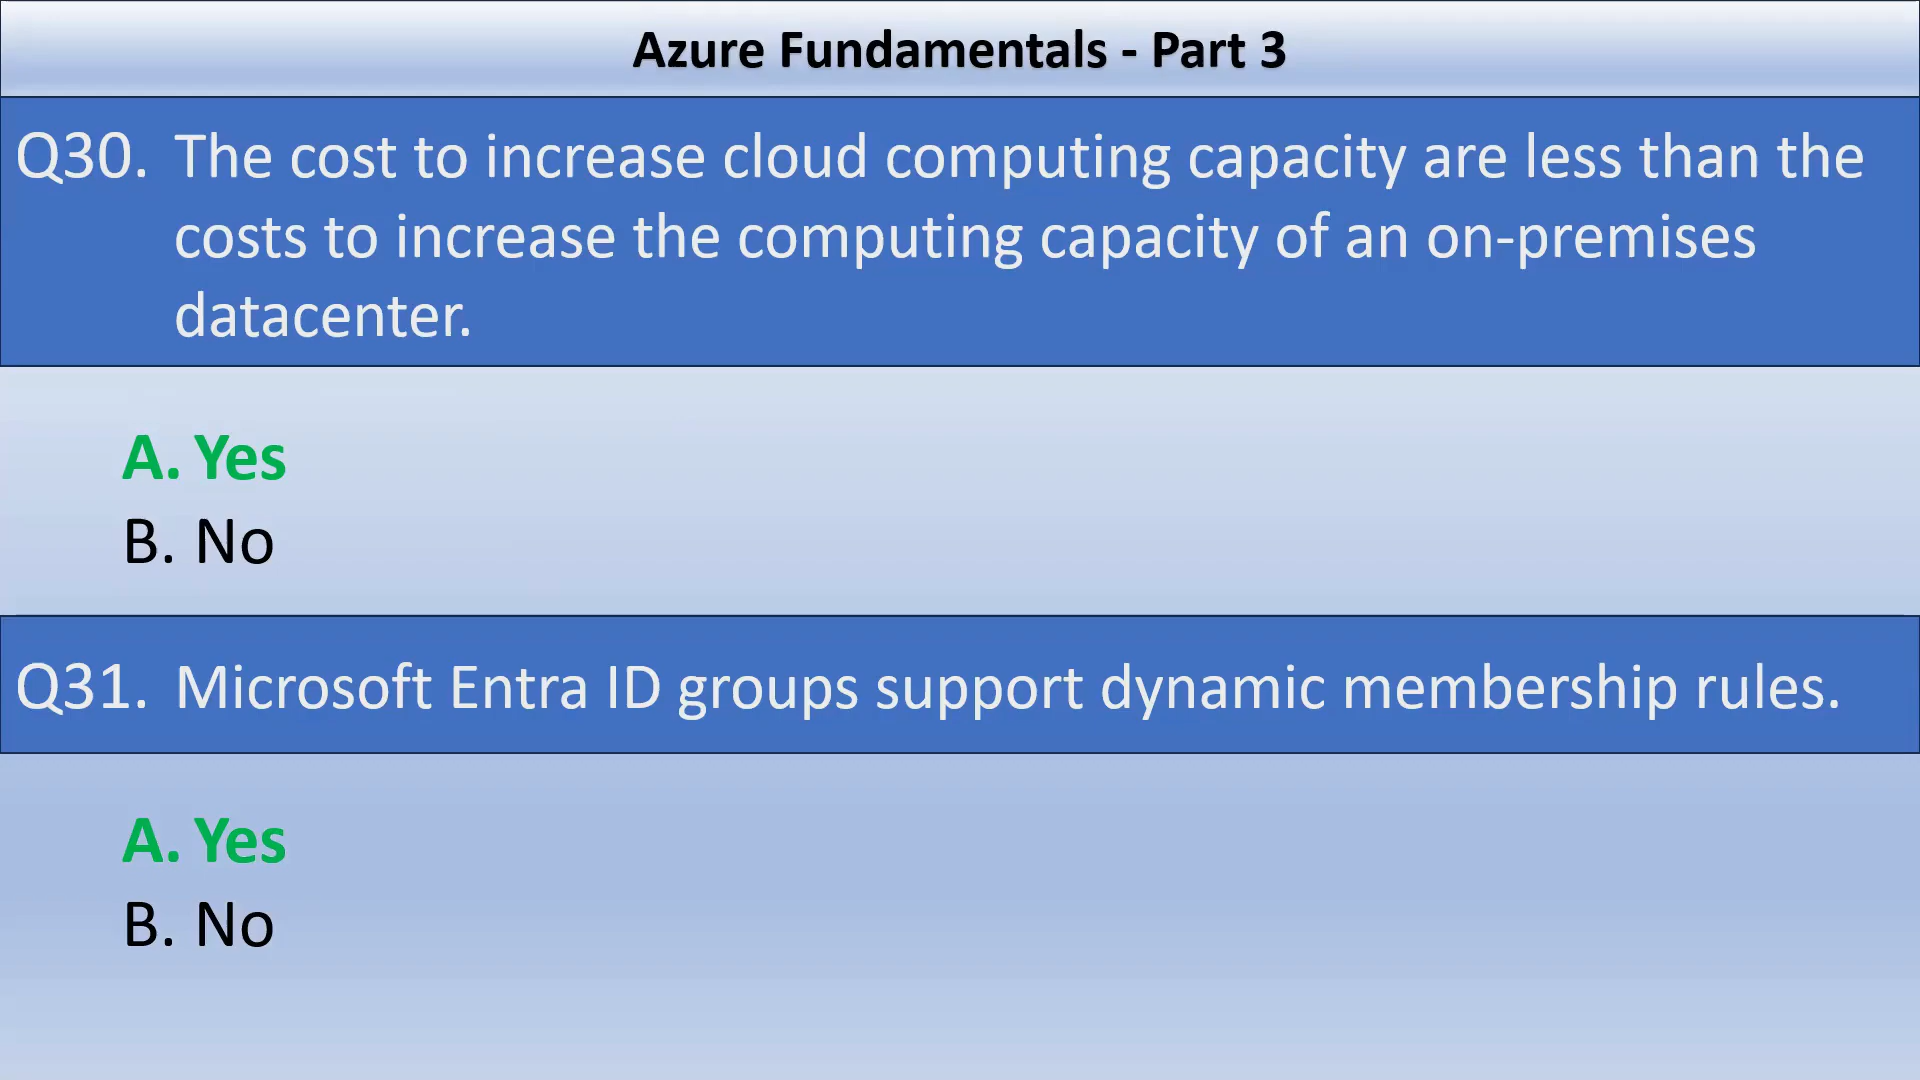 Azure Fundamentals - Part 3
Q30. The cost to increase cloud computing capacity are less than the
costs to increase the computing capacity of an on-premises
datacenter.
A. Yes
B. No
Q31. Microsoft Entra ID groups support dynamic membership rules.
A. Yes
B. No